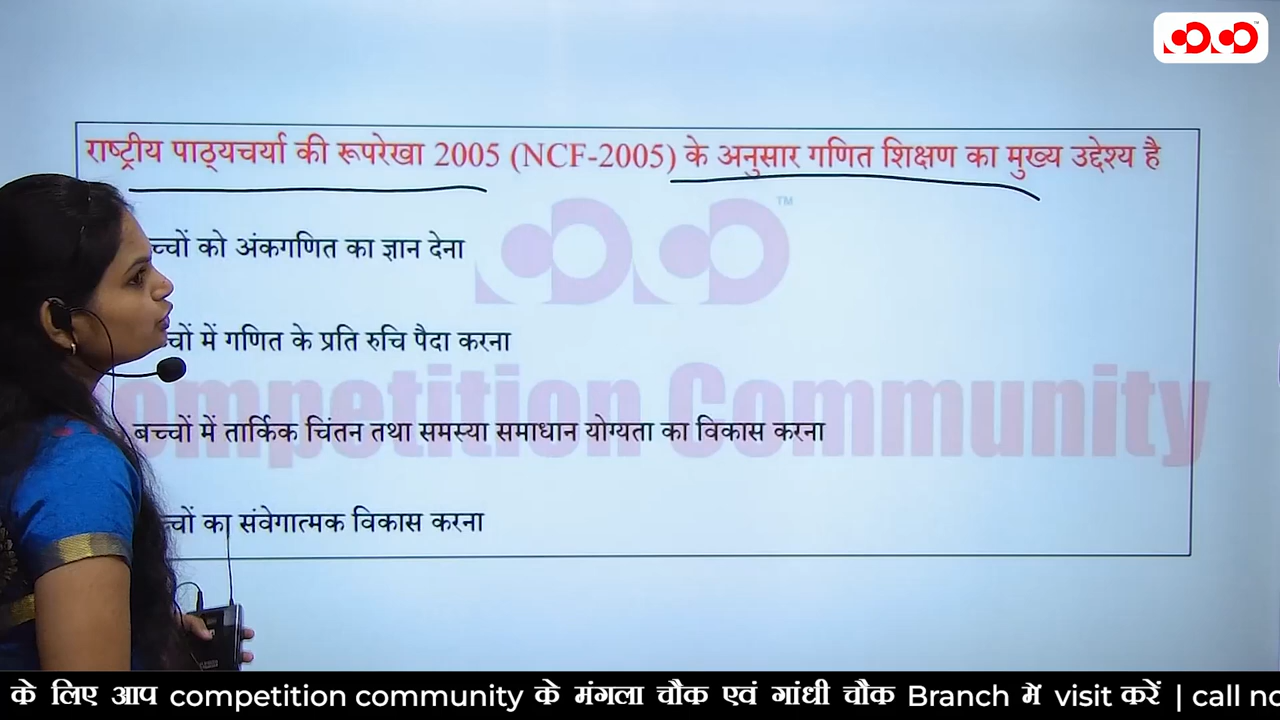 राष्ट्रीय पाठ्यचर्या की रूपरेखा 2005 (NCF-2005) के अनुसार गणित शिक्षण का मुख्य उद्देश्य है
को अंकगणित का ज्ञान देना
में गणित के प्रति रुचि पैदा करना
Competition Community
बच्चों में तार्किक चिंतन तथा समस्या समाधान योग्यता का विकास करना
का संवेगात्मक विकास करना
के लिए आप competition community के मंगला चौक एवं गांधी चौक Branch में visit करें | call